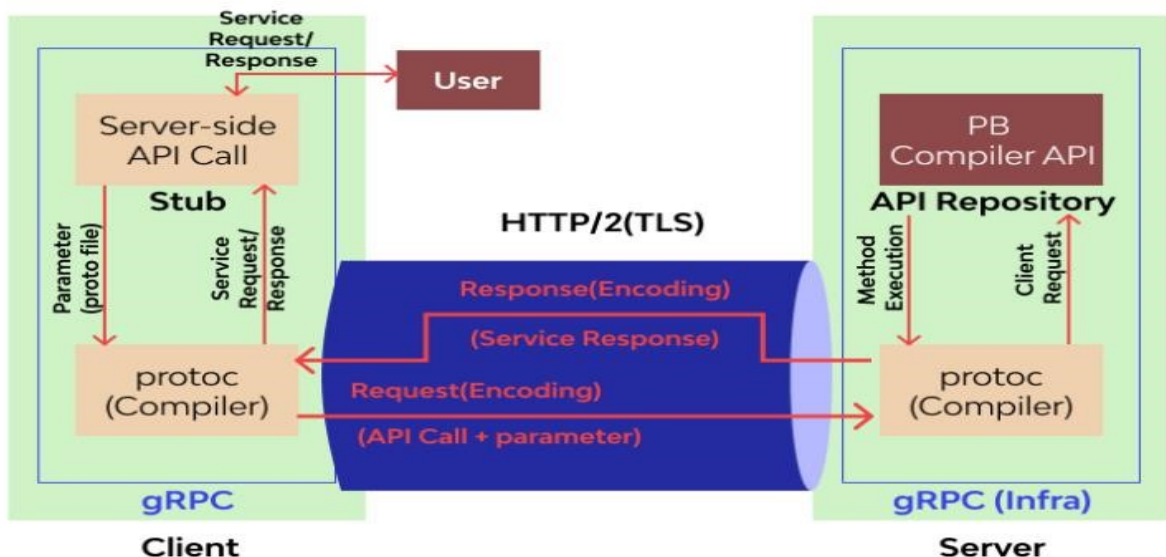 Service
Request/
Response
User
Server-side
API Call
Stub
Parameter
(proto file)
Service
Request/
Response
protoc
(Compiler)
gRPC
Client
HTTP/2(TLS)
Response(Encoding)
(Service Response)
Request(Encoding)
(API Call + parameter)
PB
Compiler API
API Repository
Method
Execution
Client
Request
protoc
(Compiler)
gRPC (Infra)
Server